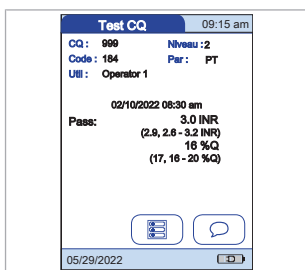 Test CQ 09:15 am
CQ : 999 Niveau : 2
Code : 184 Par : PT
Util : Operator 1
02/10/2022 08:30 am
Pass: 3.0 INR
(2.9, 2.6 - 3.2 INR)
16 %Q
(17, 16 - 20 %Q)
05/29/2022